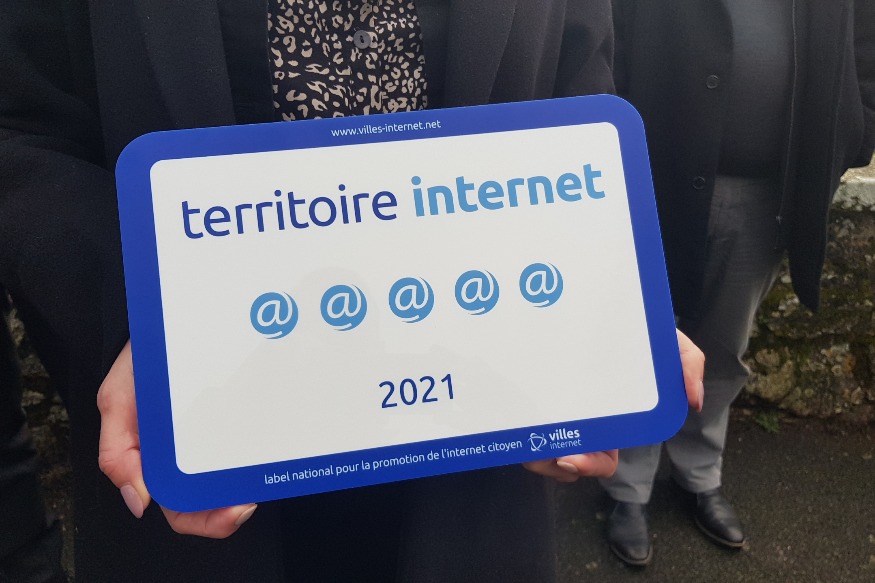 www.villes-internet.net
territoire internet
@ @ @ @ @
2021
label national pour la promotion de l'internet citoyen villes internet